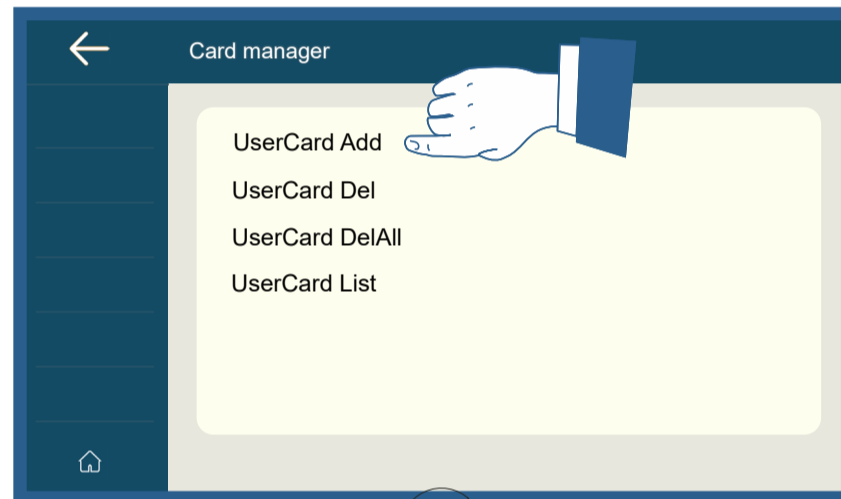 Card manager
UserCard Add
UserCard Del
UserCard DelAll
UserCard List